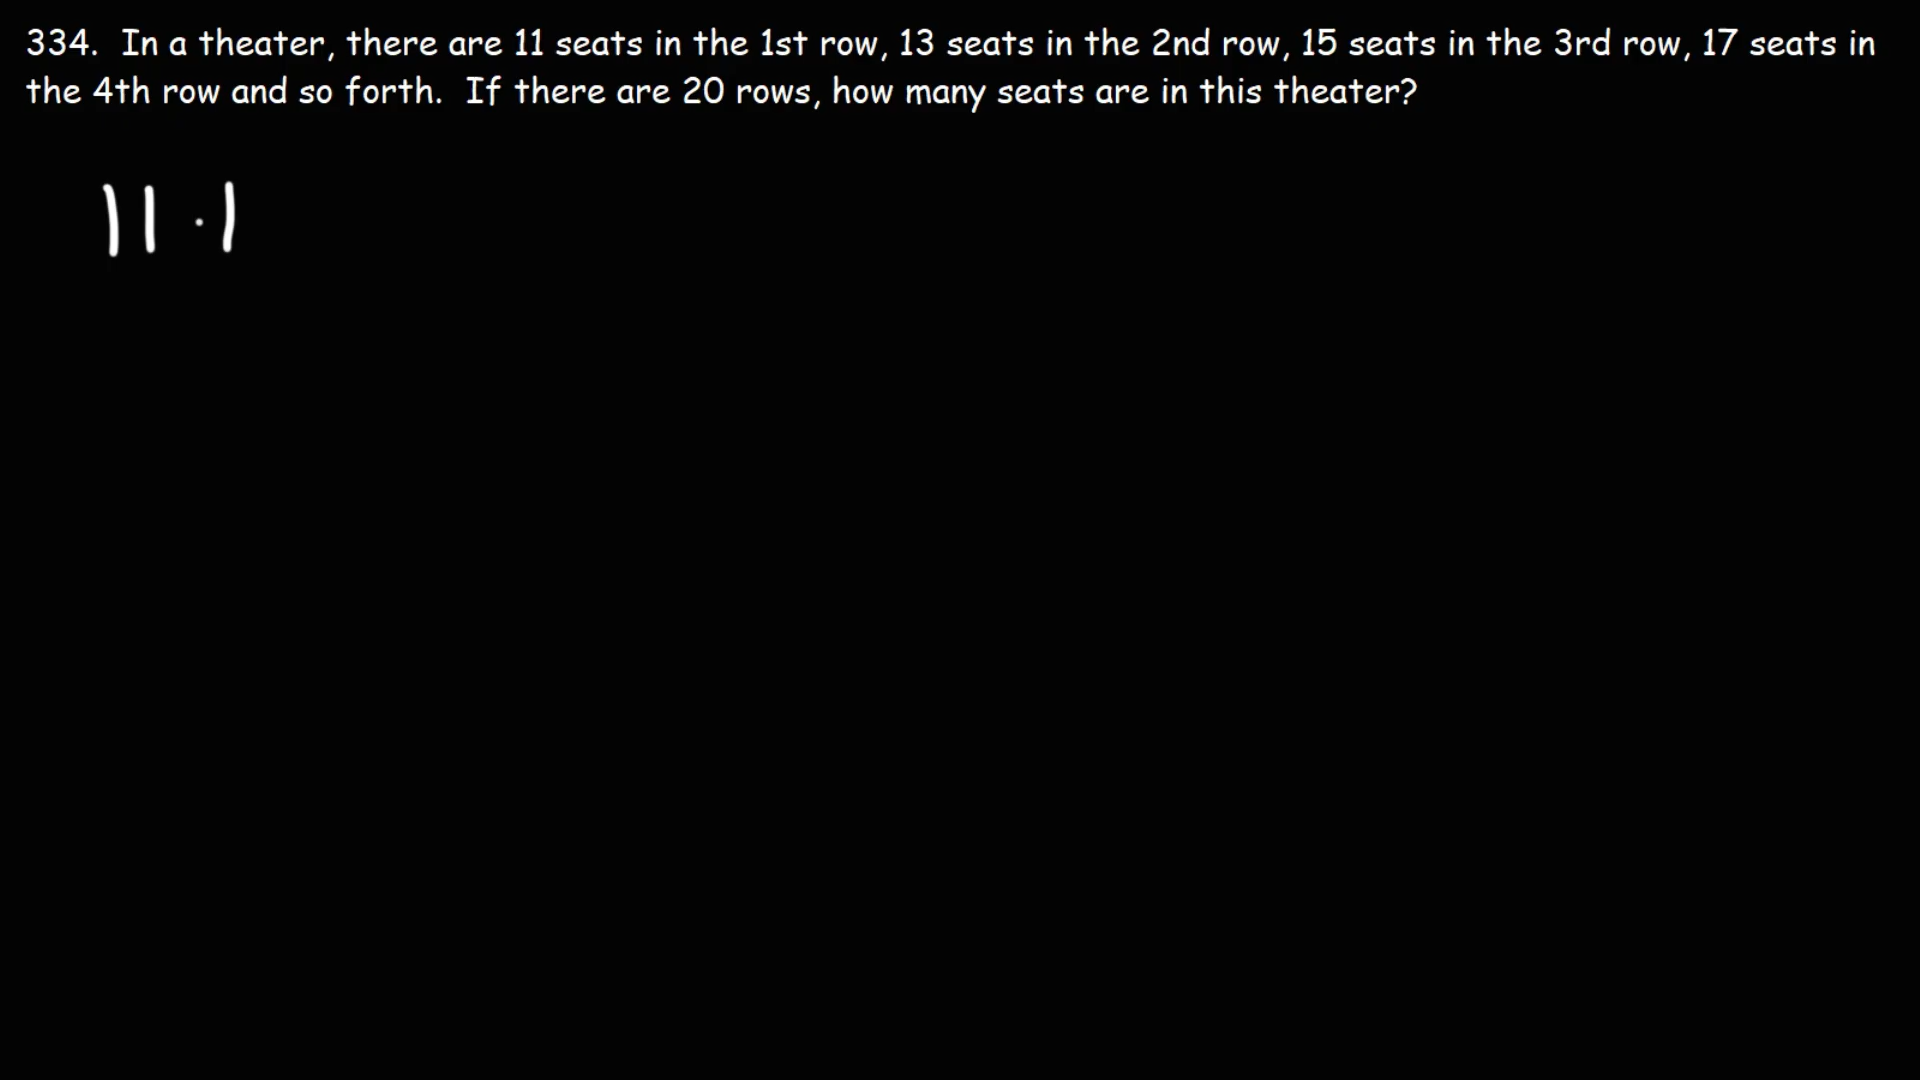 334. In a theater, there are 11 seats in the 1st row, 13 seats in the 2nd row, 15 seats in the 3rd row, 17 seats in
the 4th row and so forth. If there are 20 rows, how many seats are in this theater?
11 . 1